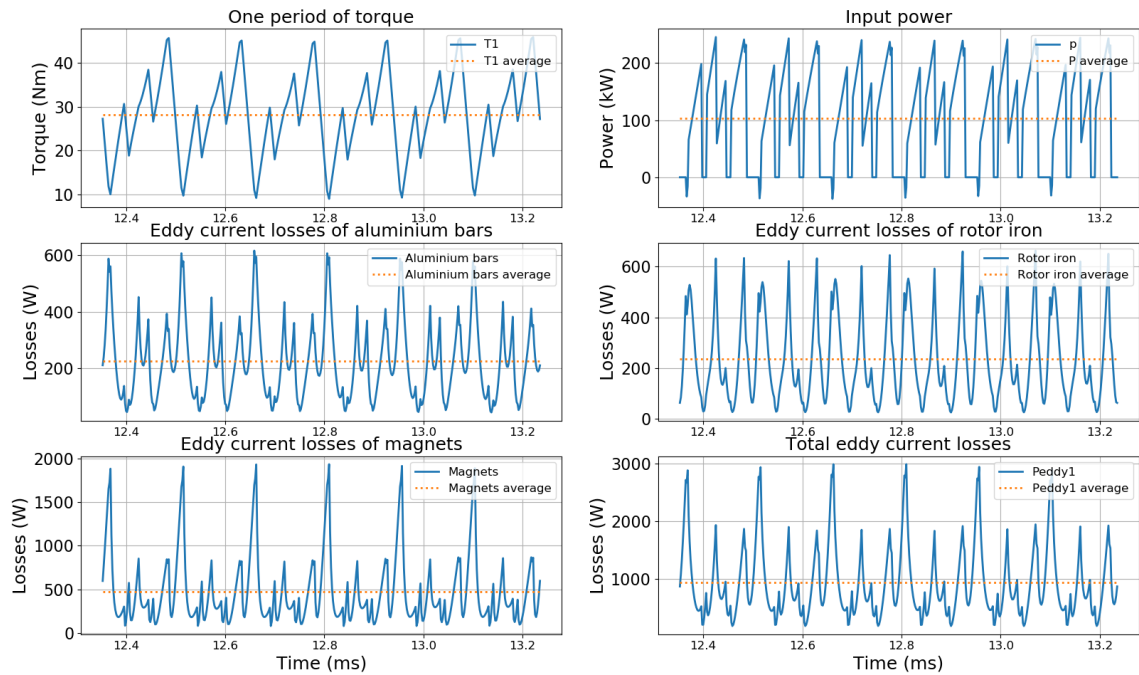 One period of torque
Torque (Nm)
40
30
20
10
T1
T1 average
12.4 12.6 12.8 13.0 13.2
Input power
Power (kW)
200
100
0
p
P average
12.4 12.6 12.8 13.0 13.2
Eddy current losses of aluminium bars
Losses (W)
600
400
200
Aluminium bars
Aluminium bars average
12.4 12.6 12.8 13.0 13.2
Eddy current losses of rotor iron
Losses (W)
600
400
200
0
Rotor iron
Rotor iron average
12.4 12.6 12.8 13.0 13.2
Eddy current losses of magnets
Losses (W)
2000
1500
1000
500
0
Magnets
Magnets average
12.4 12.6 12.8 13.0 13.2
Time (ms)
Total eddy current losses
Losses (W)
3000
2000
1000
Peddy1
Peddy1 average
12.4 12.6 12.8 13.0 13.2
Time (ms)